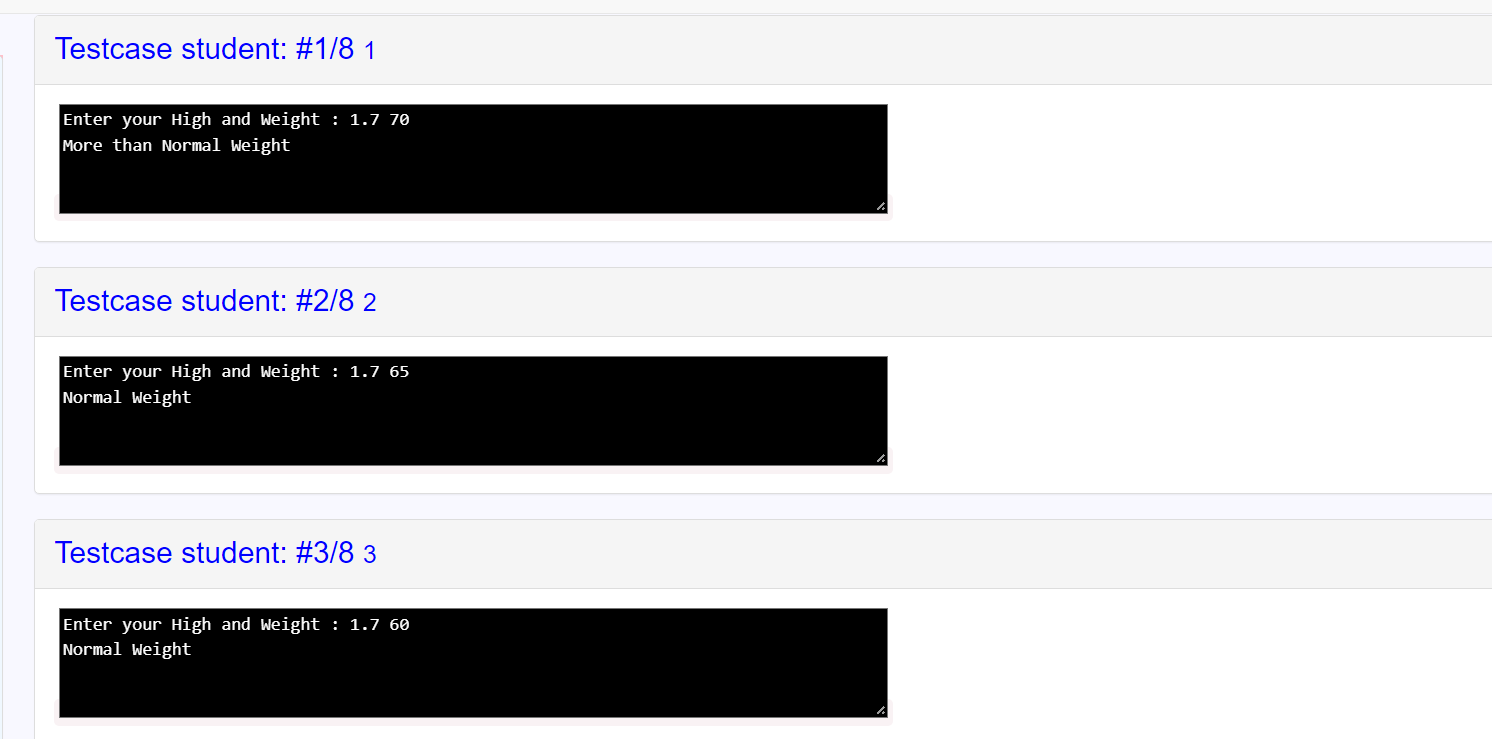 Testcase student: #1/8 1
Enter your High and Weight : 1.7 70
More than Normal Weight
Testcase student: #2/8 2
Enter your High and Weight : 1.7 65
Normal Weight
Testcase student: #3/8 3
Enter your High and Weight : 1.7 60
Normal Weight